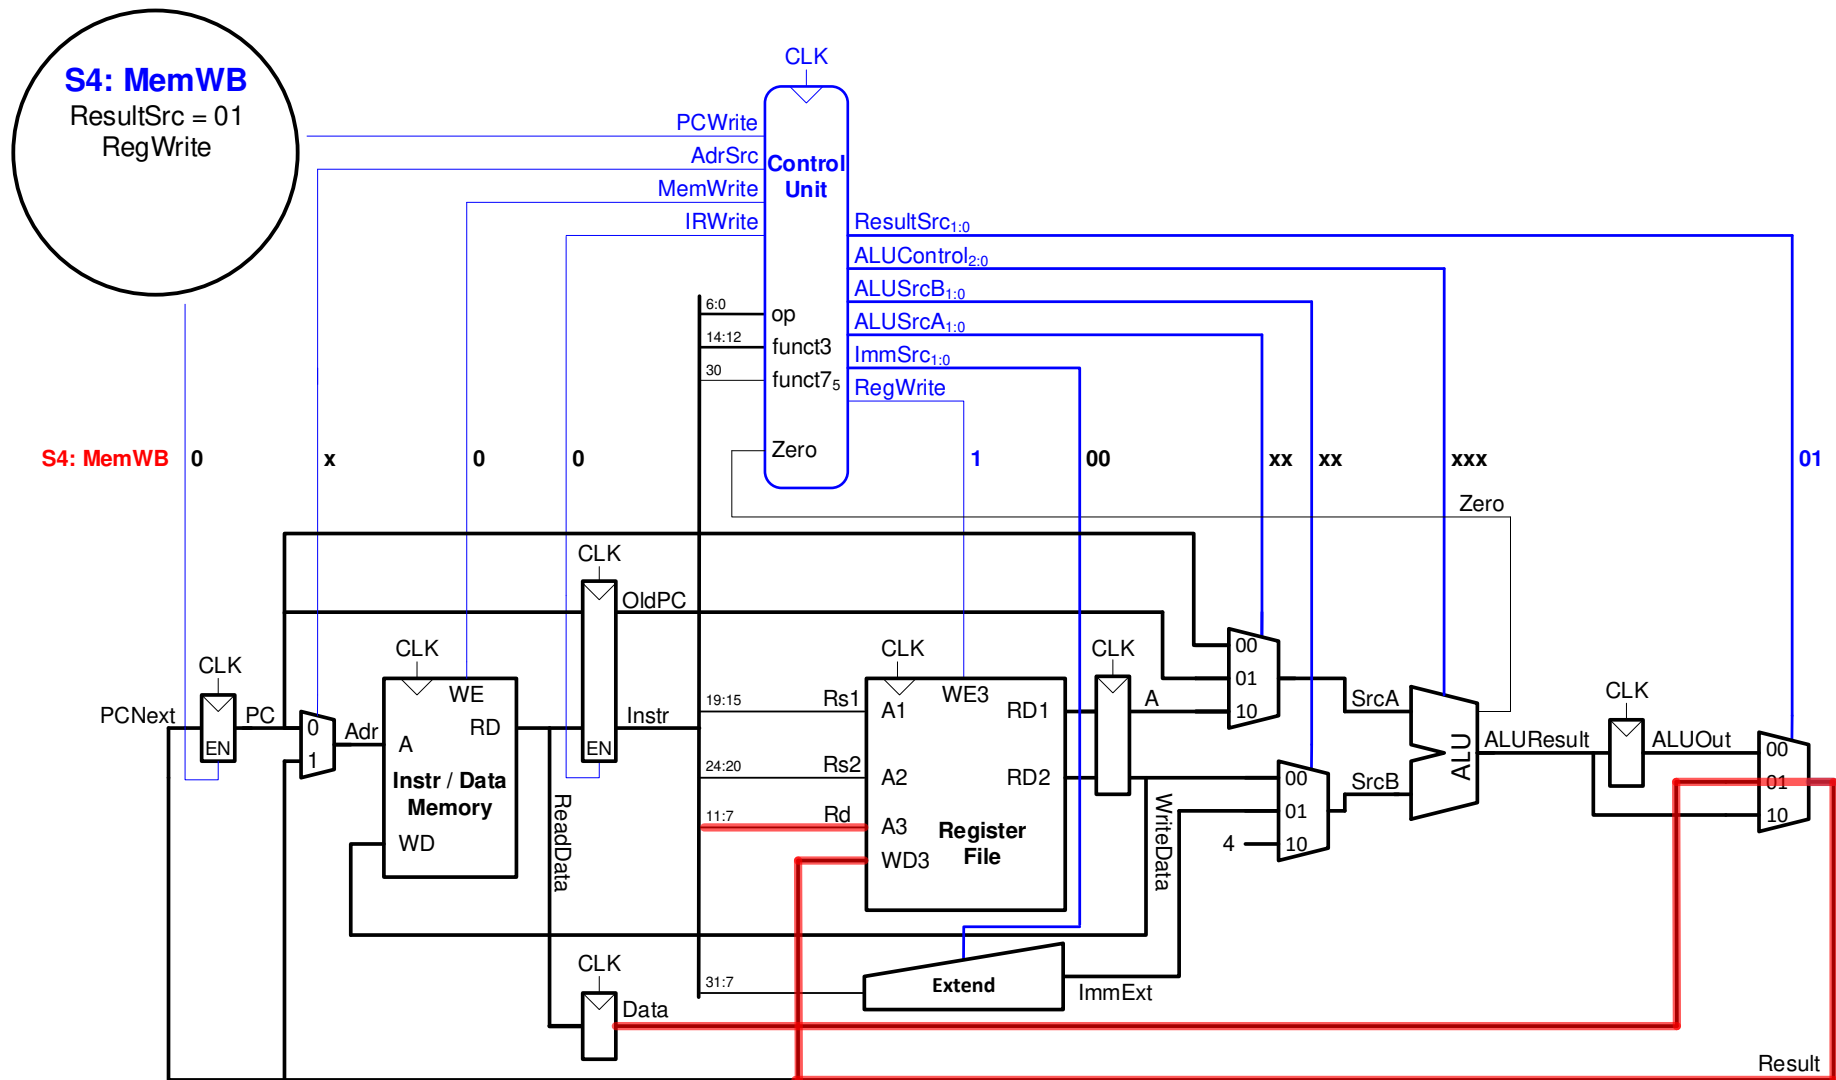 S4: MemWB
ResultSrc = 01
RegWrite
CLK
PCWrite
AdrSrc
MemWrite
IRWrite
Control
Unit
ResultSrc1:0
ALUControl2:0
ALUSrcB1:0
ALUSrcA1:0
ImmSrc1:0
RegWrite
6:0
op
14:12
funct3
30
funct75
Zero
S4: MemWB
0
x
0
0
1
00
xx
xx
xxx
01
Zero
CLK
OldPC
CLK
CLK
CLK
CLK
CLK
PCNext
EN
PC
0
1
Adr
WE
RD
A
Instr / Data
Memory
WD
EN
Instr
ReadData
19:15
Rs1
A1
WE3
RD1
24:20
Rs2
A2
RD2
11:7
Rd
A3
WD3
Register
File
A
WriteData
00
01
10
SrcA
00
01
10
4
SrcB
ALU
ALUResult
ALUOut
00
01
10
CLK
Data
31:7
Extend
ImmExt
Result